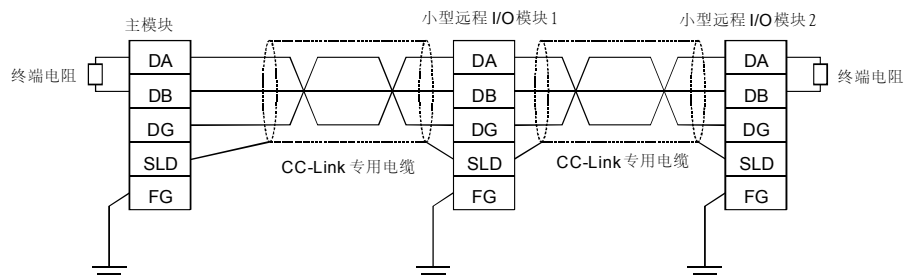 主模块
小型远程 I/O 模块 1
小型远程 I/O 模块 2
终端电阻
DA
DB
DG
SLD
FG
CC-Link 专用电缆
DA
DB
DG
SLD
FG
CC-Link 专用电缆
DA
DB
DG
SLD
FG
终端电阻